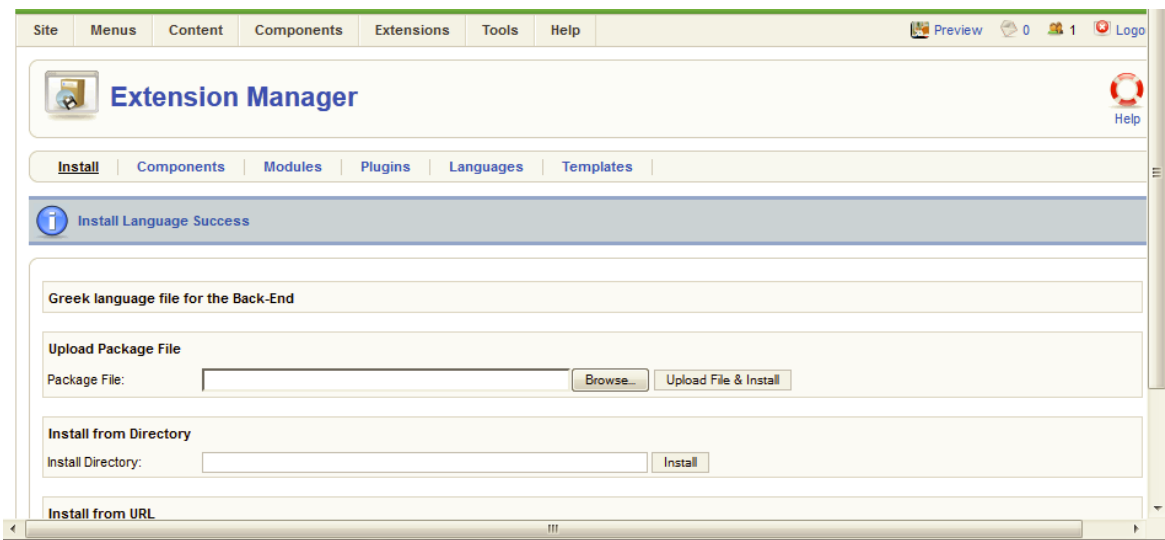 Site Menus Content Components Extensions Tools Help Preview 0 1 Logo
Extension Manager
Help
Install Components Modules Plugins Languages Templates
Install Language Success
Greek language file for the Back-End
Upload Package File
Package File: Browse... Upload File & Install
Install from Directory
Install Directory: Install
Install from URL